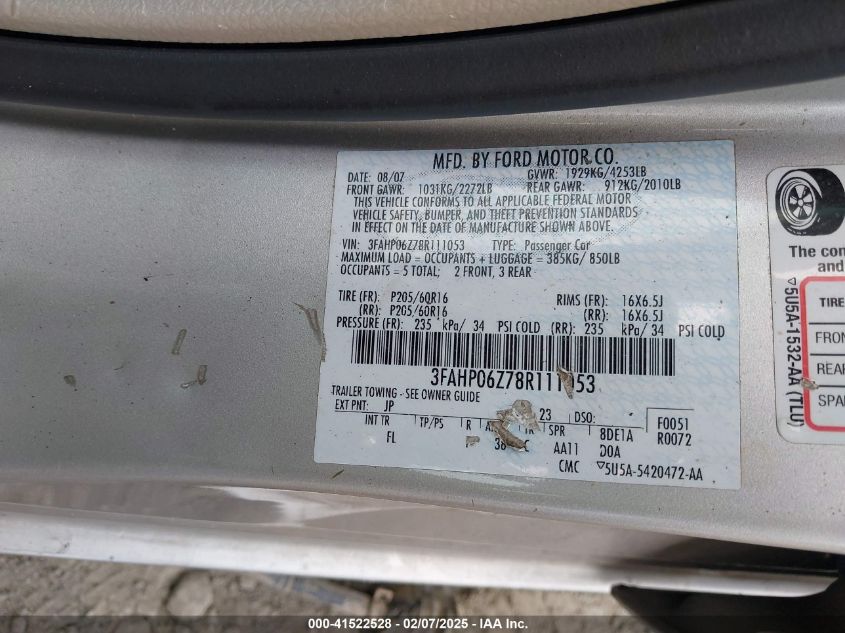 MFD. BY FORD MOTOR CO.
DATE: 08/07 GVWR: 1929KG/4253LB
FRONT GAWR: 1031KG/2272LB REAR GAWR: 912KG/2010LB
THIS VEHICLE CONFORMS TO ALL APPLICABLE FEDERAL MOTOR
VEHICLE SAFETY, BUMPER, AND THEFT PREVENTION STANDARDS
IN EFFECT ON THE DATE OF MANUFACTURE SHOWN ABOVE.
VIN: 3FAHP06Z78R111053 TYPE: Passenger Car
MAXIMUM LOAD = OCCUPANTS + LUGGAGE = 385KG/ 850LB
OCCUPANTS = 5 TOTAL; 2 FRONT, 3 REAR
TIRE (FR): P205/60R16 RIMS (FR): 16X6.5J
(RR): P205/60R16 (RR): 16X6.5J
PRESSURE (FR): 235 kPa/ 34 PSI COLD (RR): 235 kPa/ 34 PSI COLD
3FAHP06Z78R111053
TRAILER TOWING - SEE OWNER GUIDE
EXT PNT: JP 23 DSO: F0051
INT TR TP/PS R SPR 8DE1A R0072
FL AA11 DOA
CMC 5U5A-5420472-AA
The con
and
TIRE
FRON
REAR
SPAR
5U5A-1532-AA (TLU)
000-41522528 - 02/07/2025 - IAA Inc.